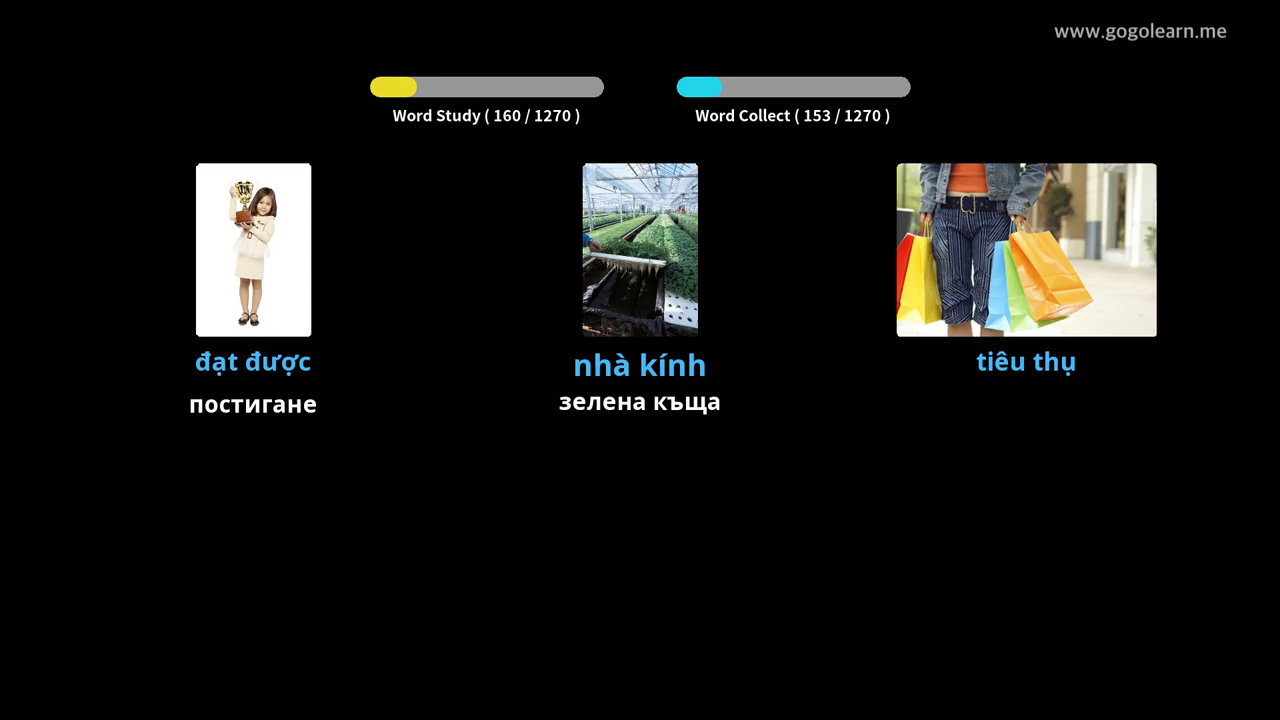 www.gogolearn.me
Word Study ( 160 / 1270 )
Word Collect ( 153 / 1270 )
đạt được
nhà kính
tiêu thụ
постигане
зелена къща